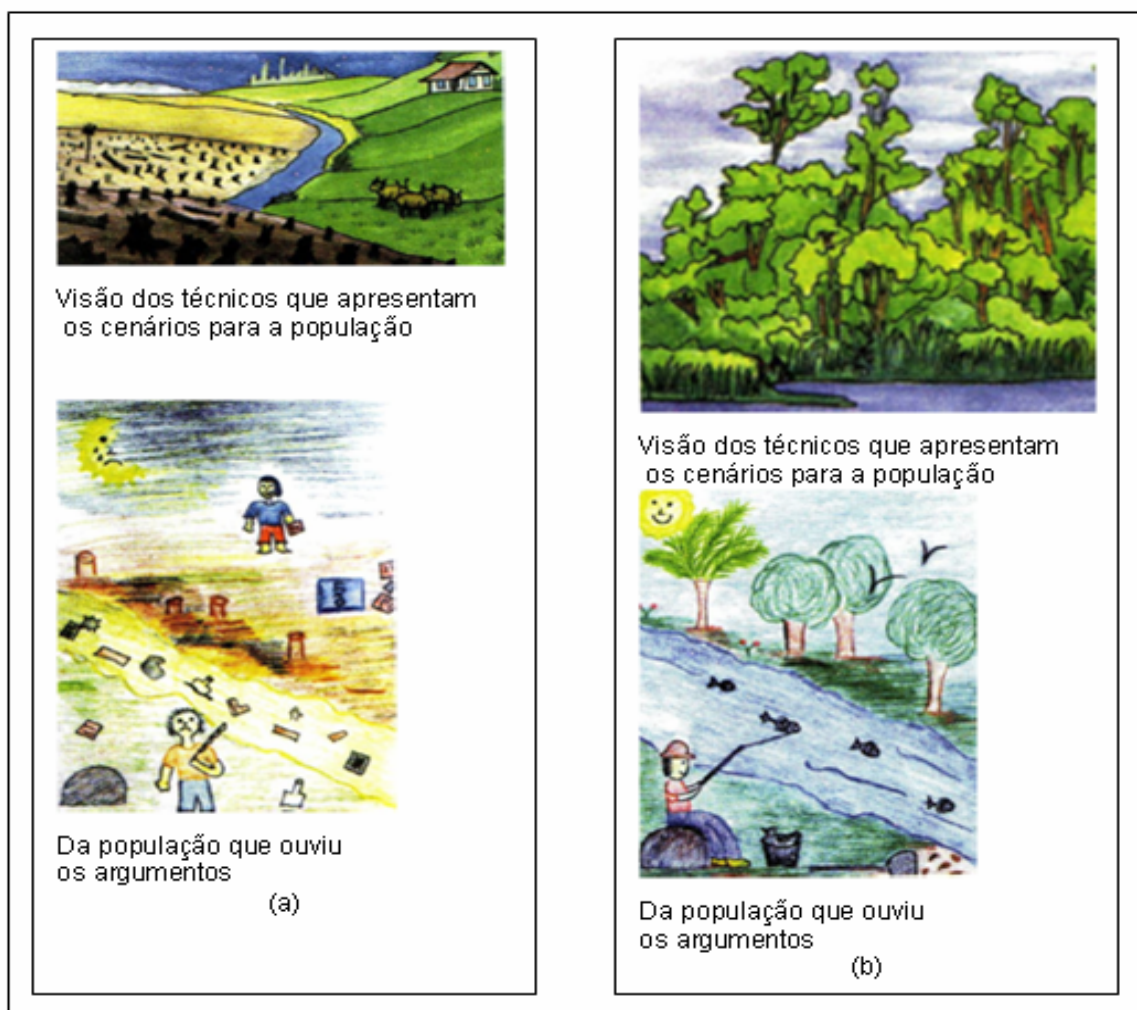 Visão dos técnicos que apresentam
os cenários para a população
Da população que ouviu
os argumentos
(a)
Visão dos técnicos que apresentam
os cenários para a população
Da população que ouviu
os argumentos
(b)